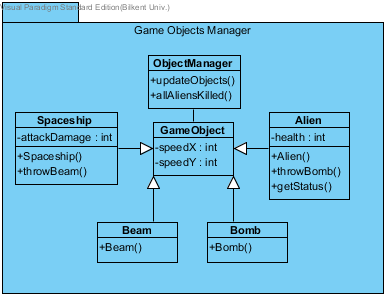 Visual Paradigm Standard Edition(Bilkent Univ.)
Game Objects Manager
ObjectManager
+updateObjects()
+allAliensKilled()
Spaceship
-attackDamage : int
+Spaceship()
+throwBeam()
GameObject
-speedX : int
-speedY : int
Alien
-health : int
+Alien()
+throwBomb()
+getStatus()
Beam
+Beam()
Bomb
+Bomb()